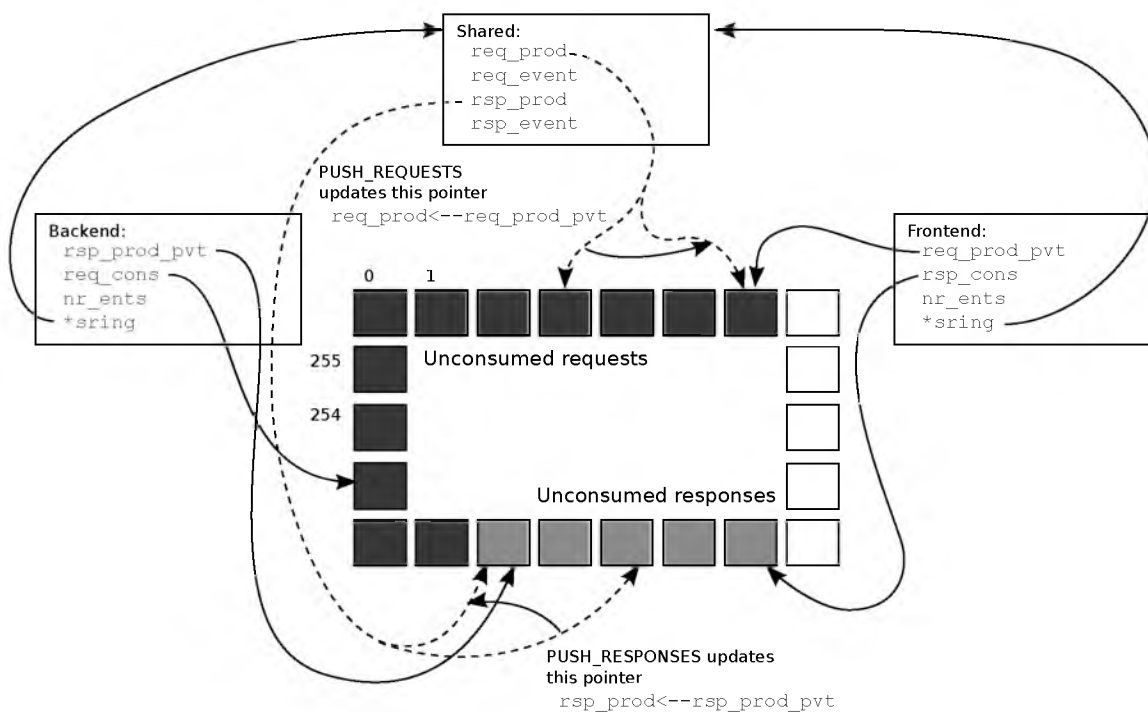 Shared:
req_prod
req_event
rsp_prod
rsp_event
PUSH_REQUESTS
updates this pointer
req_prod<--req_prod_pvt
Backend:
rsp_prod_pvt
req_cons
nr_ents
*sring
Frontend:
req_prod_pvt
rsp_cons
nr_ents
*sring
0 1
Unconsumed requests
255
254
Unconsumed responses
PUSH_RESPONSES updates
this pointer
rsp_prod<--rsp_prod_pvt